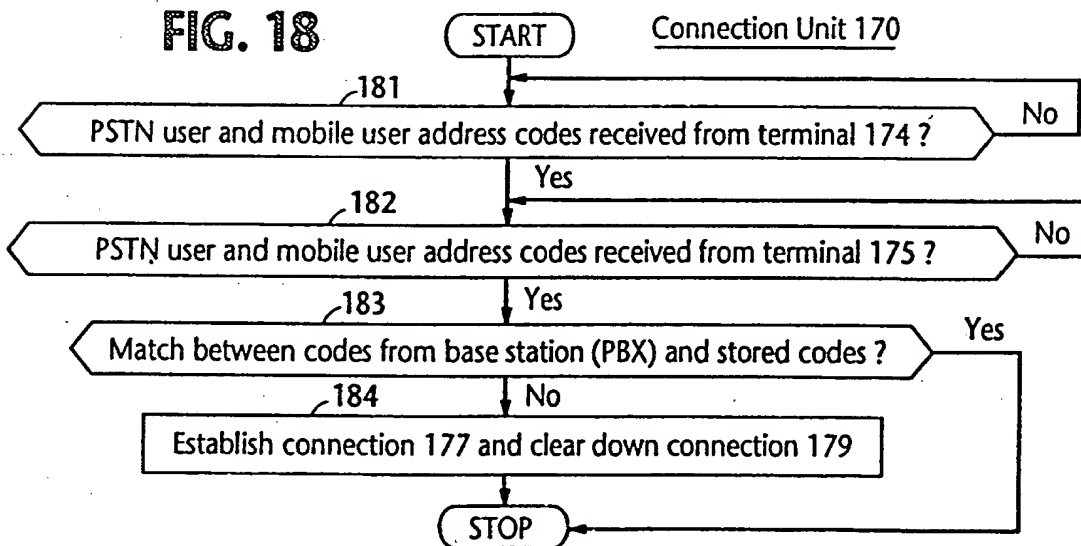 FIG. 18
START
Connection Unit 170
181
PSTN user and mobile user address codes received from terminal 174 ?
No
Yes
182
PSTN user and mobile user address codes received from terminal 175 ?
No
Yes
183
Match between codes from base station (PBX) and stored codes ?
Yes
No
184
Establish connection 177 and clear down connection 179
STOP